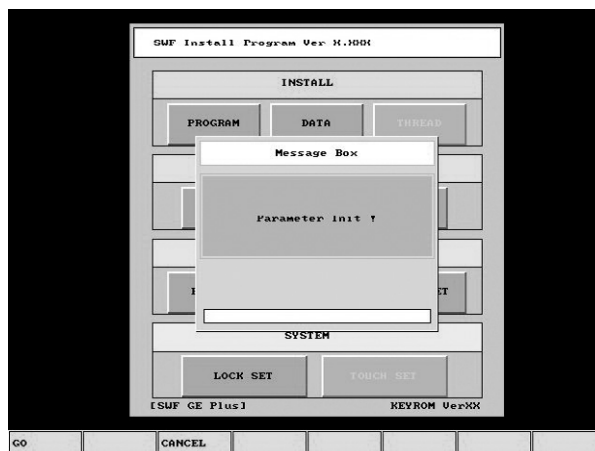 SWF Install Program Ver X.XXX
INSTALL
PROGRAM DATA THREAD
Message Box
Parameter Init ?
ET
SYSTEM
LOCK SET TOUCH SET
[SWF GE Plus] KEYROM VerXX
GO CANCEL